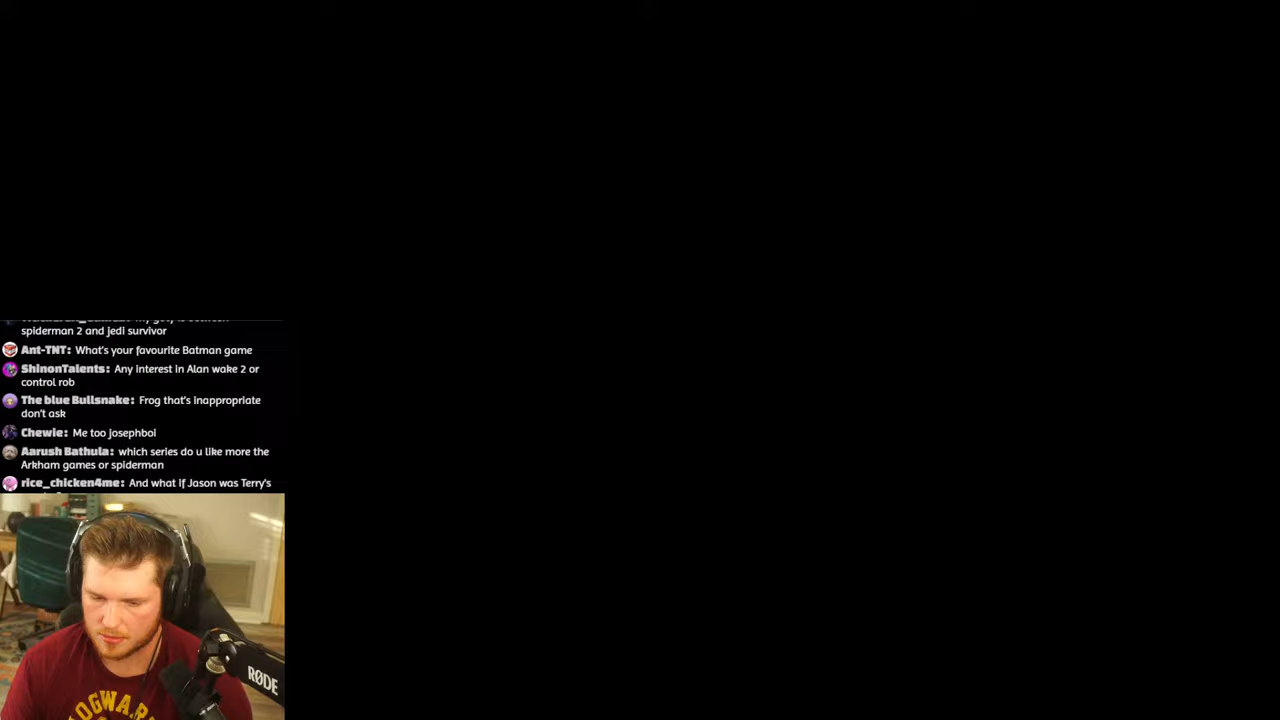 spiderman 2 and jedi survivor
Ant-TNT: What's your favourite Batman game
ShinonTalents: Any interest in Alan wake 2 or
control rob
The blue Bullsnake: Frog that's inappropriate
don't ask
Chewie: Me too josephboi
Aarush Bathula: which series do u like more the
Arkham games or spiderman
rice_chicken4me: And what if Jason was Terry's
RØDE
HOGWAR